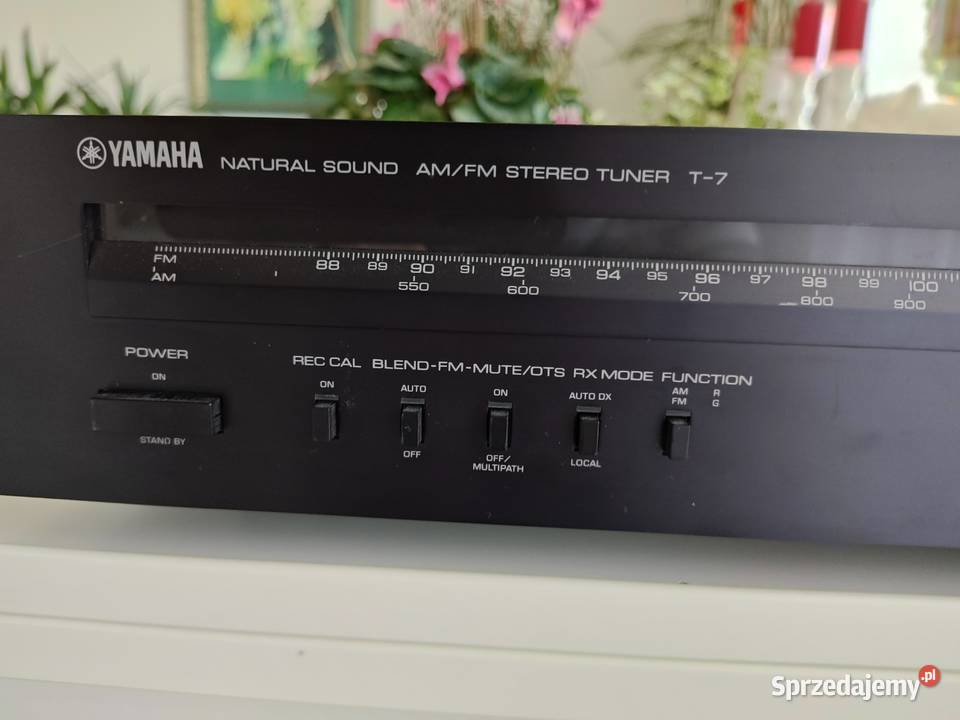 YAMAHA NATURAL SOUND AM/FM STEREO TUNER T-7
FM 88 89 90 91 92 93 94 95 96 97 98 99 100
AM 550 600 700 800 900
POWER REC CAL BLEND-FM-MUTE/OTS RX MODE FUNCTION
ON ON AUTO ON AUTO DX AM R
FM G
STAND BY OFF OFF/ LOCAL
MULTIPATH
Sprzedajemy.pl